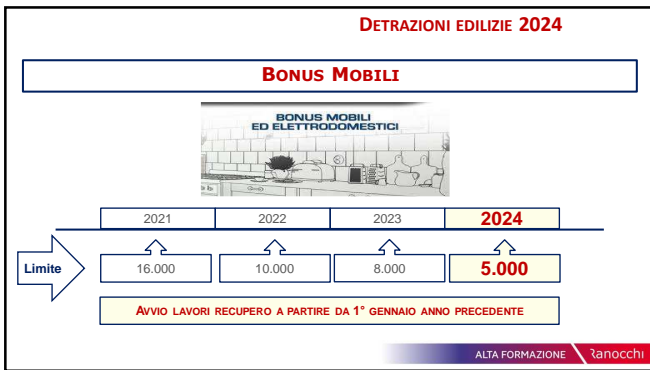 DETRAZIONI EDILIZIE 2024
BONUS MOBILI
BONUS MOBILI
ED ELETTRODOMESTICI
2021 2022 2023 2024
Limite 16.000 10.000 8.000 5.000
AVVIO LAVORI RECUPERO A PARTIRE DA 1° GENNAIO ANNO PRECEDENTE
ALTA FORMAZIONE Ranocchi